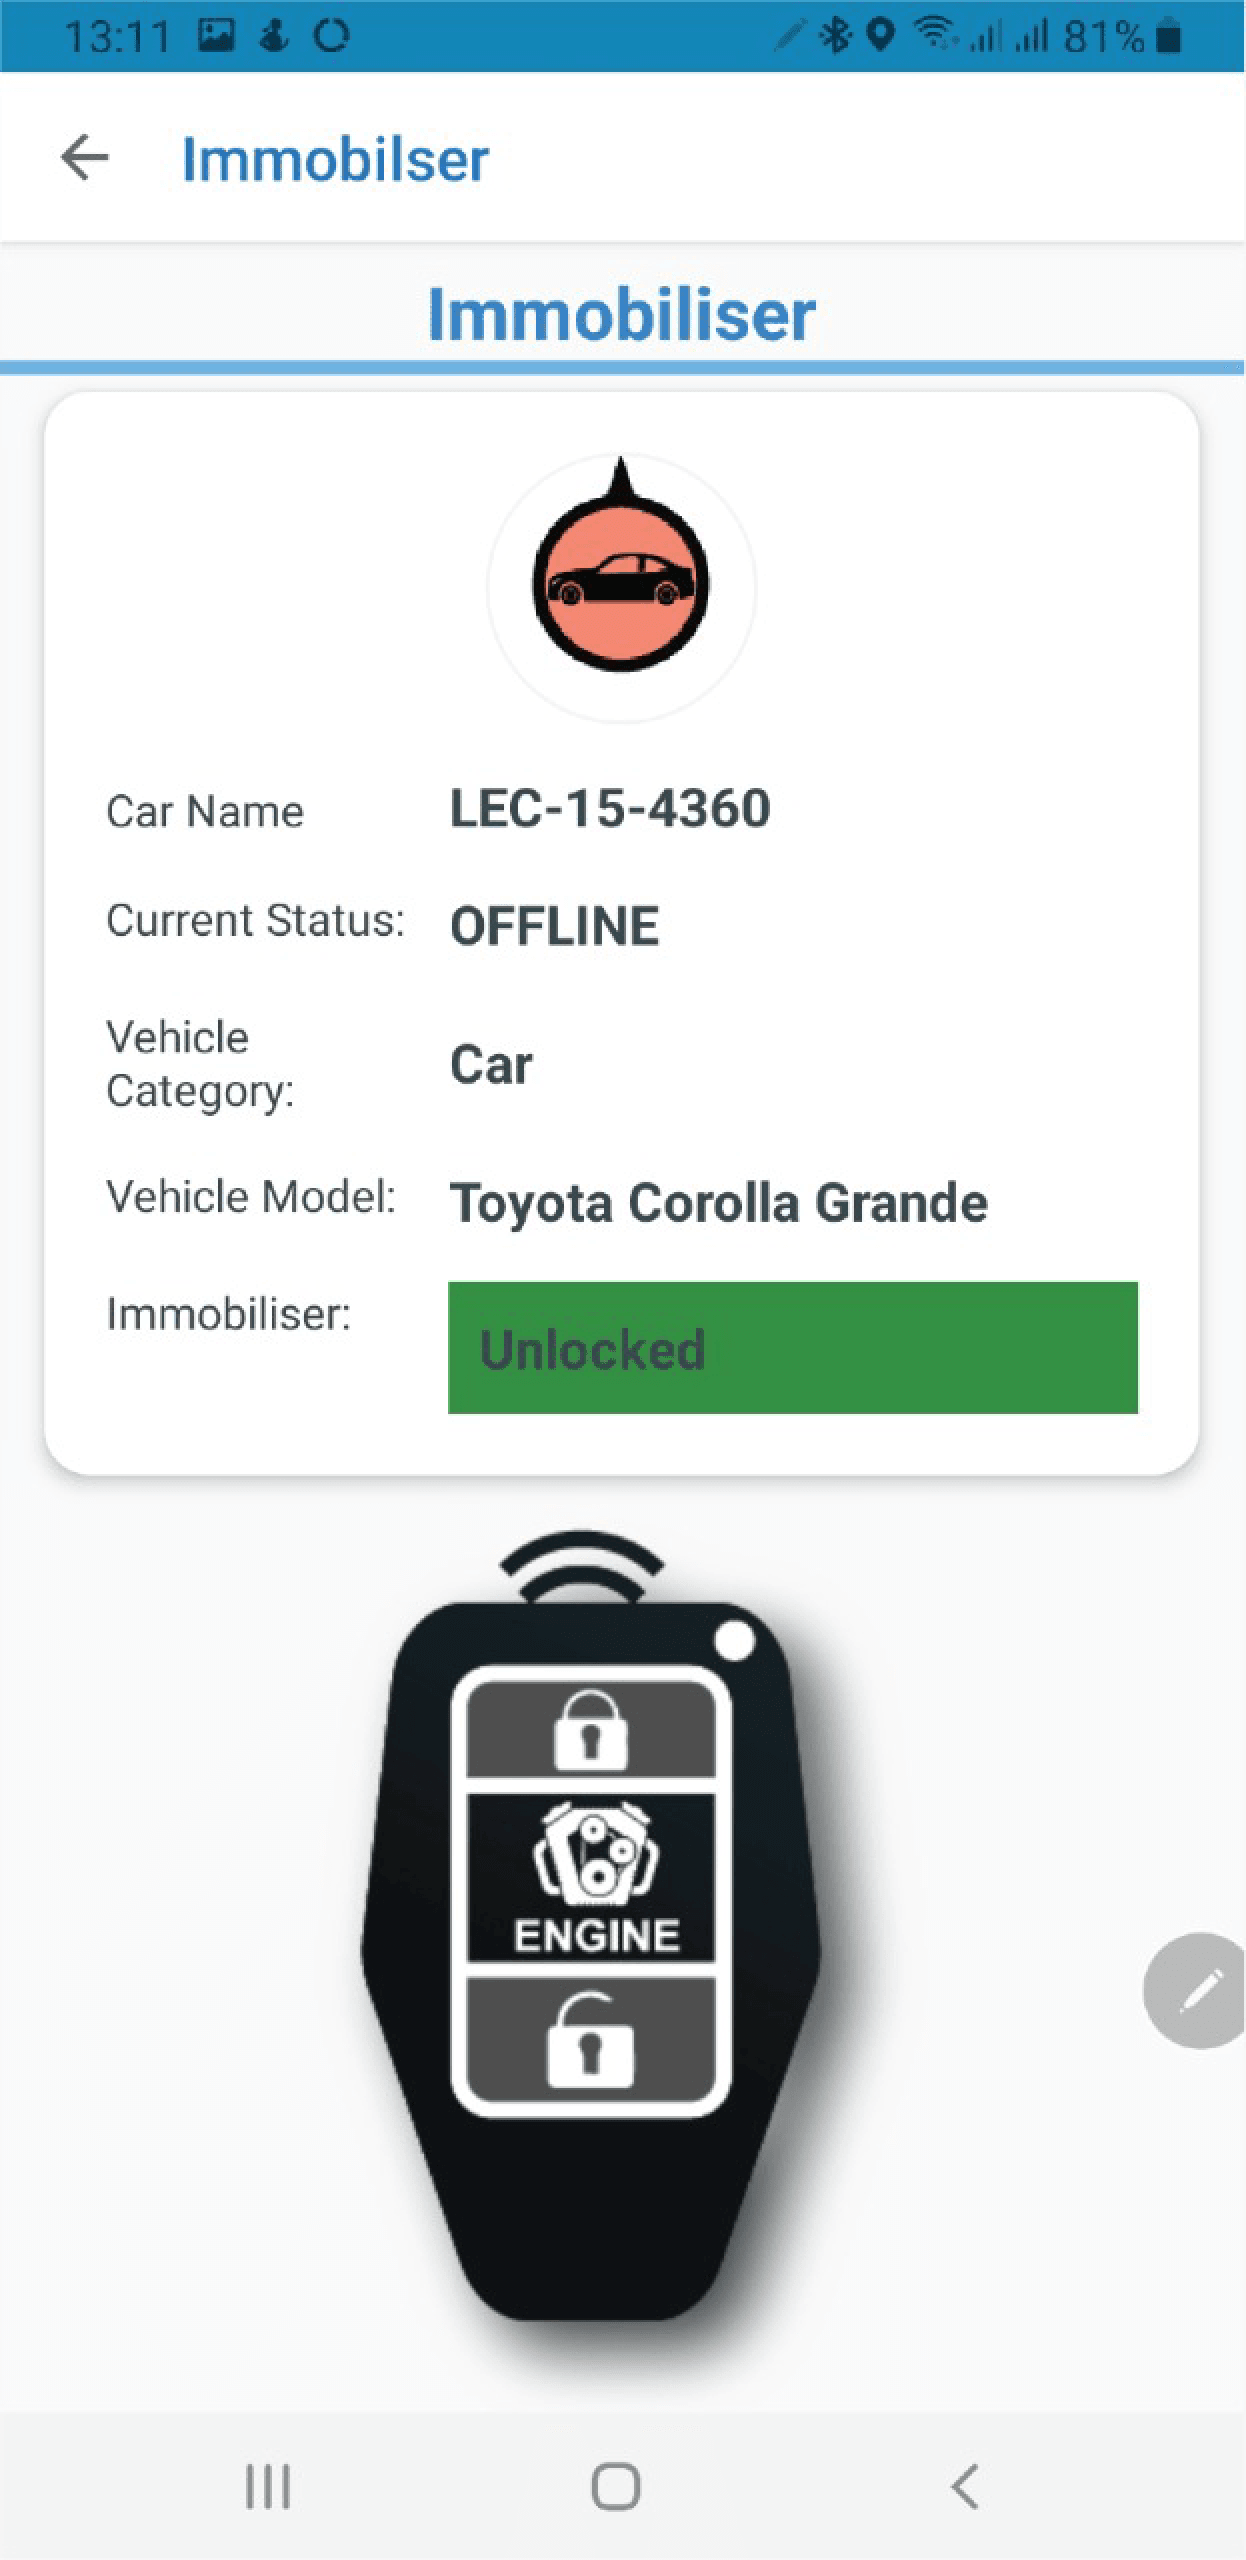 13:11 81%
Immobilser
Immobiliser
Car Name LEC-15-4360
Current Status: OFFLINE
Vehicle
Category: Car
Vehicle Model: Toyota Corolla Grande
Immobiliser: Unlocked
ENGINE